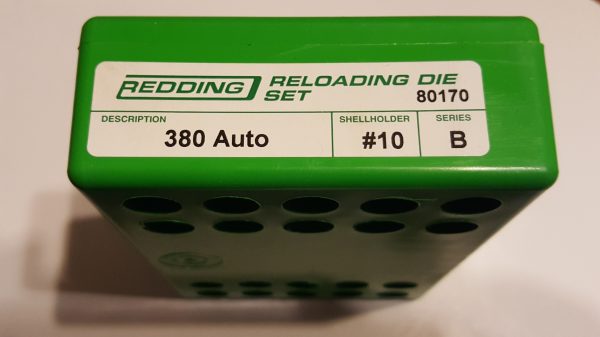 REDDING RELOADING DIE
SET 80170
DESCRIPTION SHELLHOLDER SERIES
380 Auto #10 B